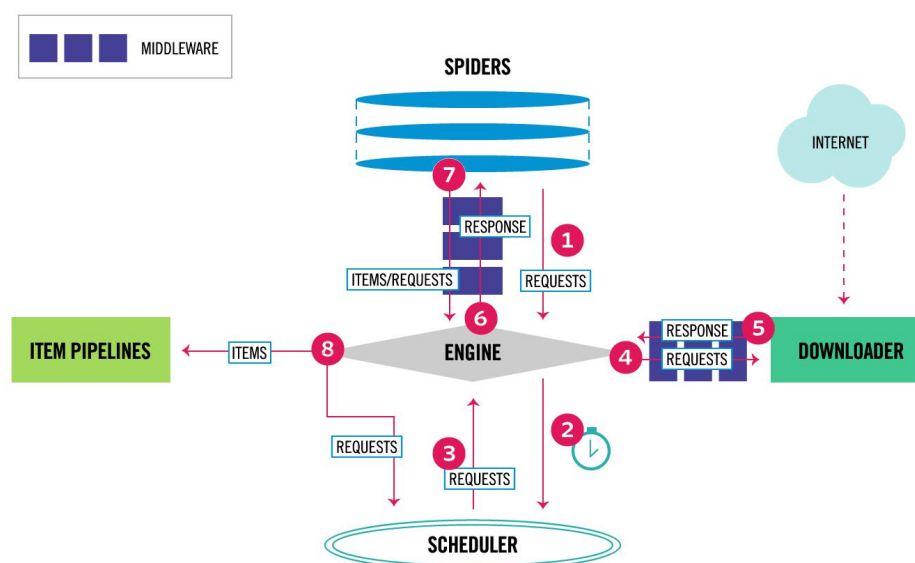 MIDDLEWARE
SPIDERS
INTERNET
7
RESPONSE
1
ITEMS/REQUESTS
REQUESTS
6
RESPONSE
5
ITEM PIPELINES
ITEMS
8
ENGINE
4
REQUESTS
DOWNLOADER
2
REQUESTS
3
REQUESTS
SCHEDULER